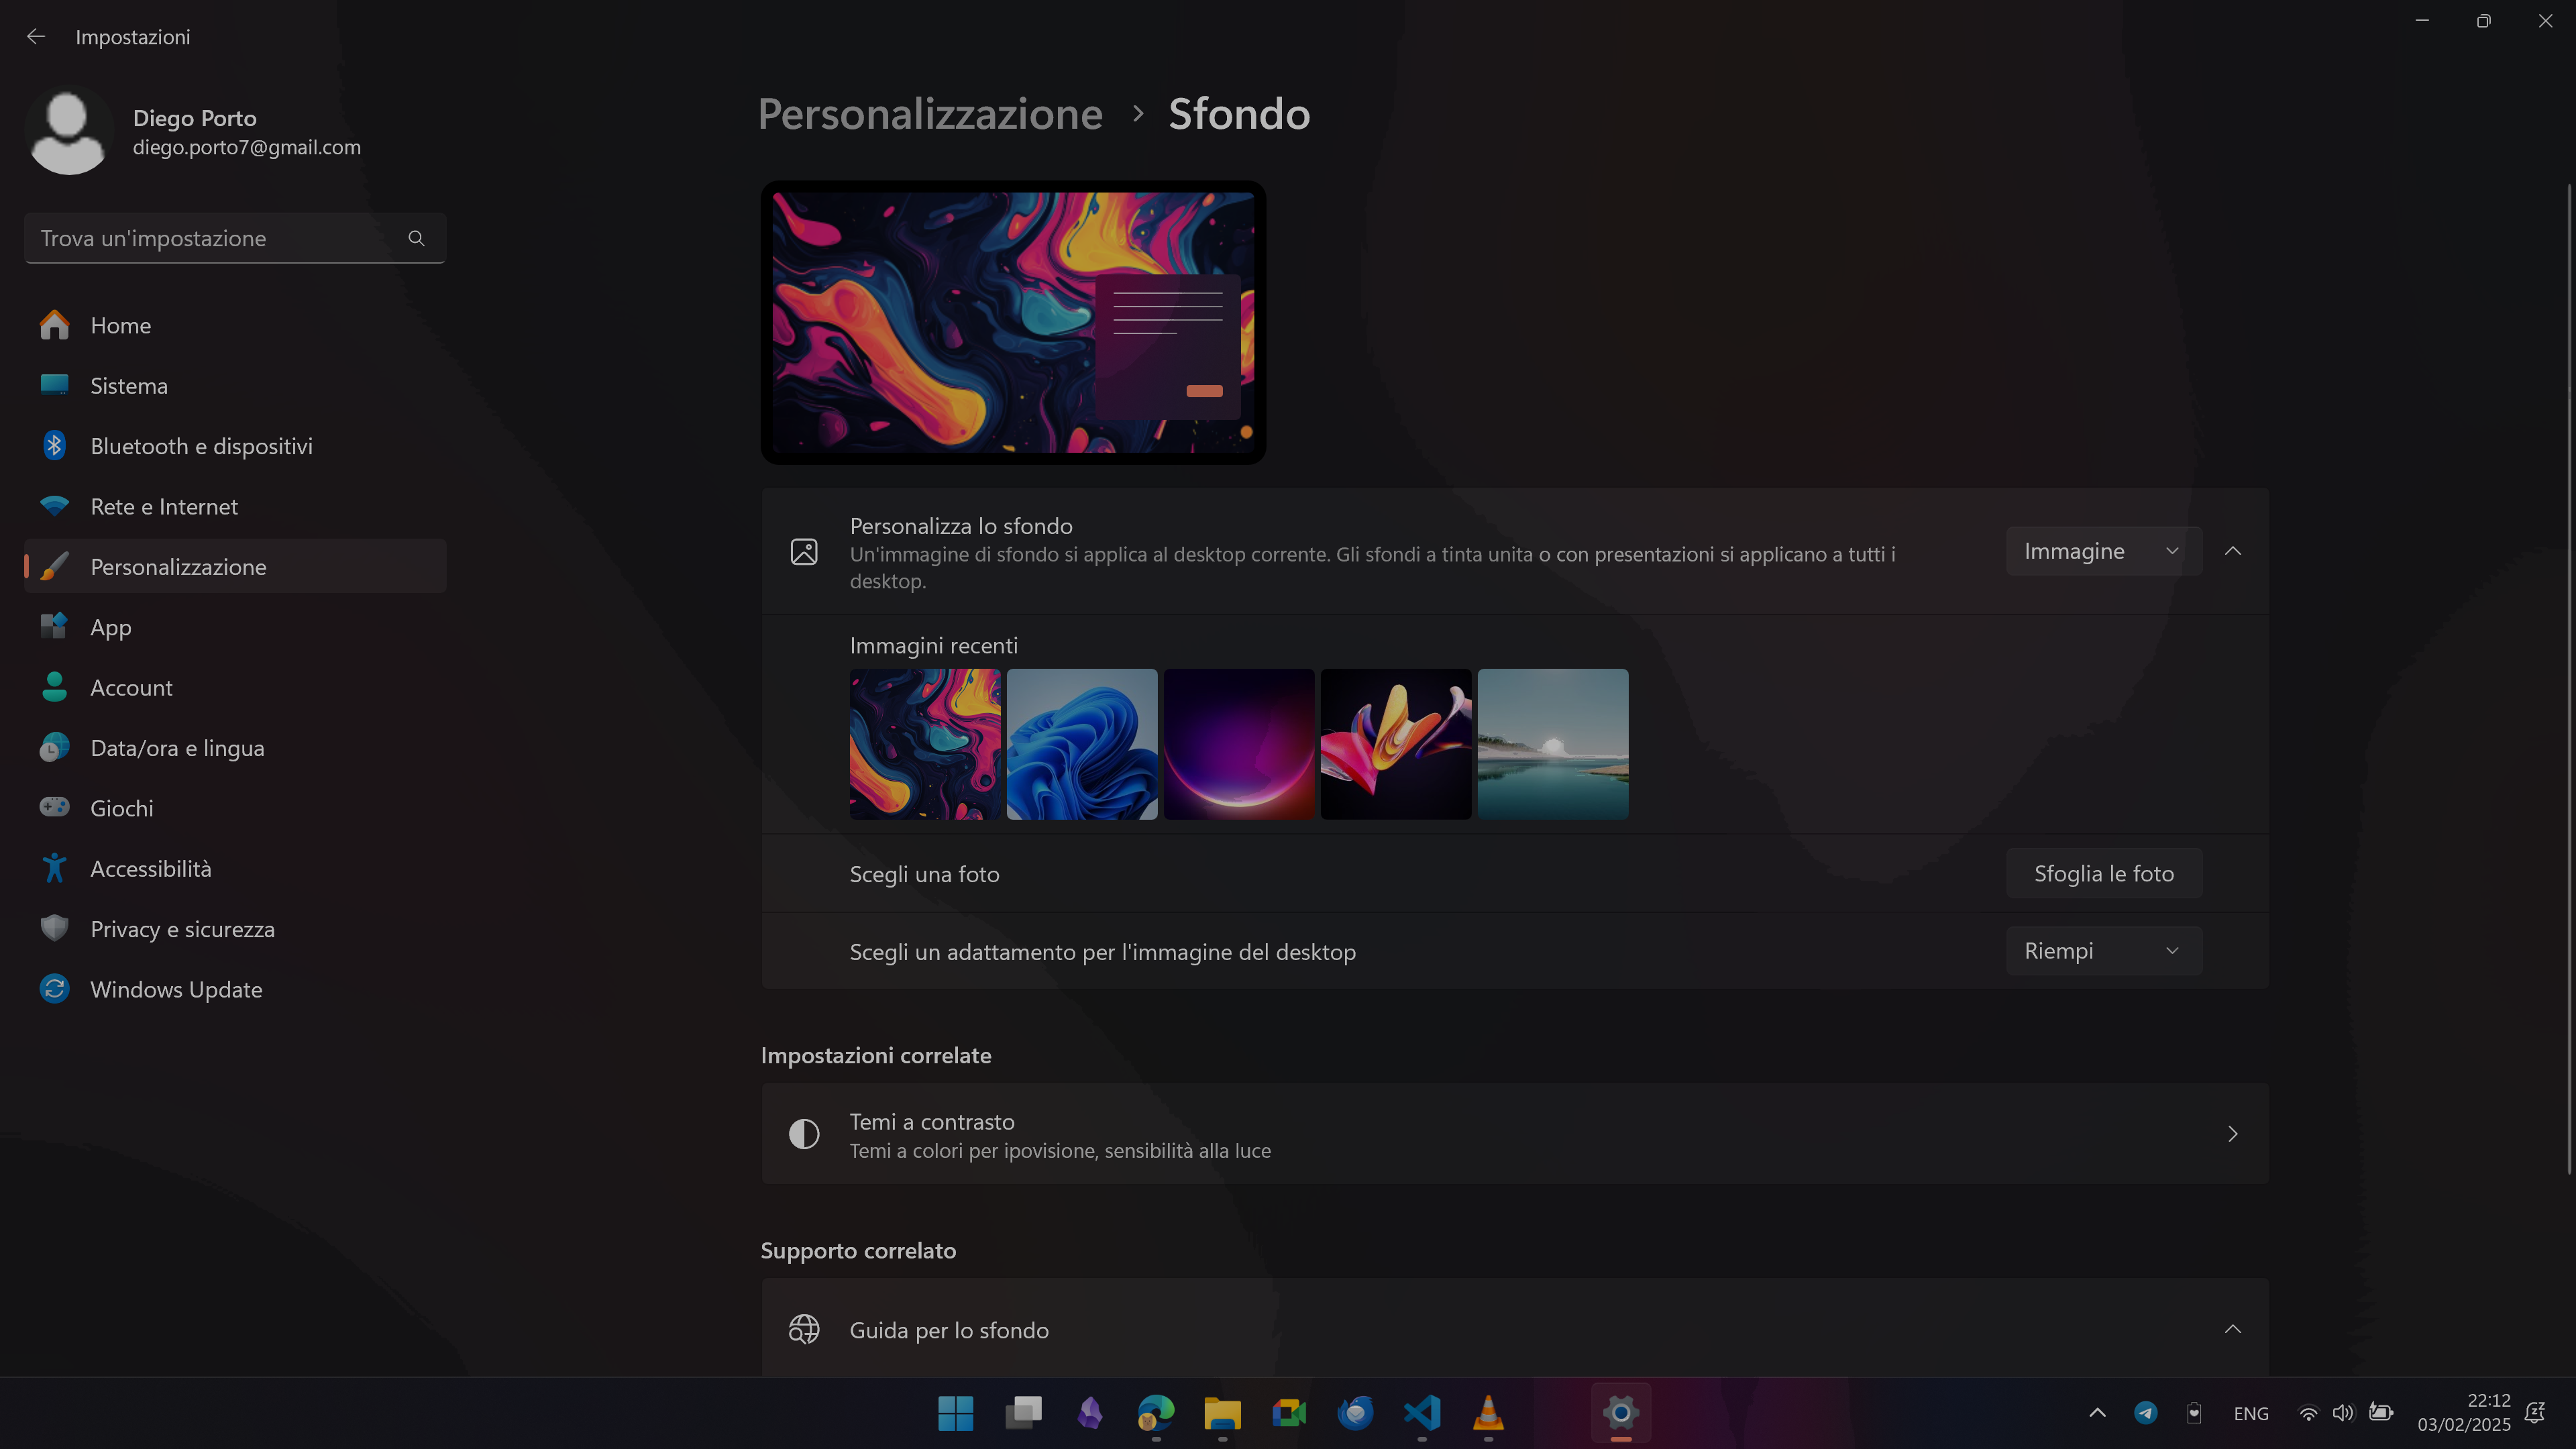 Impostazioni
Diego Porto
diego.porto7@gmail.com
Trova un'impostazione
Home
Sistema
Bluetooth e dispositivi
Rete e Internet
Personalizzazione
App
Account
Data/ora e lingua
Giochi
Accessibilità
Privacy e sicurezza
Windows Update
Personalizzazione > Sfondo
Personalizza lo sfondo
Un'immagine di sfondo si applica al desktop corrente. Gli sfondi a tinta unita o con presentazioni si applicano a tutti i
desktop.
Immagine
Immagini recenti
Scegli una foto
Sfoglia le foto
Scegli un adattamento per l'immagine del desktop
Riempi
Impostazioni correlate
Temi a contrasto
Temi a colori per ipovisione, sensibilità alla luce
Supporto correlato
Guida per lo sfondo
ENG
22:12
03/02/2025